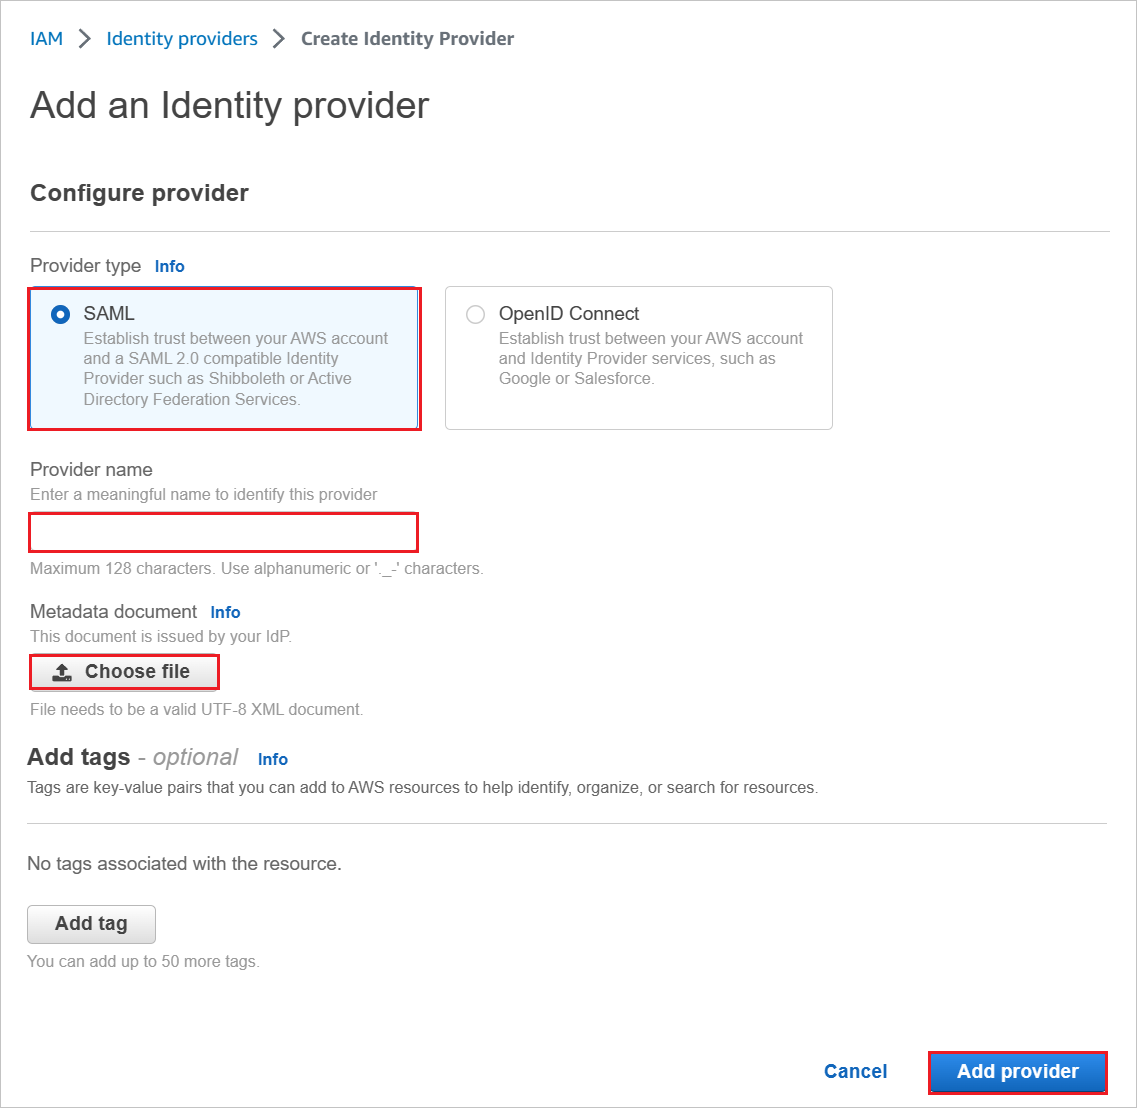 IAM > Identity providers > Create Identity Provider
Add an Identity provider
Configure provider
Provider type Info
SAML
Establish trust between your AWS account
and a SAML 2.0 compatible Identity
Provider such as Shibboleth or Active
Directory Federation Services.
OpenID Connect
Establish trust between your AWS account
and Identity Provider services, such as
Google or Salesforce.
Provider name
Enter a meaningful name to identify this provider
Maximum 128 characters. Use alphanumeric or '._-' characters.
Metadata document Info
This document is issued by your IdP.
Choose file
File needs to be a valid UTF-8 XML document.
Add tags - optional Info
Tags are key-value pairs that you can add to AWS resources to help identify, organize, or search for resources.
No tags associated with the resource.
Add tag
You can add up to 50 more tags.
Cancel Add provider